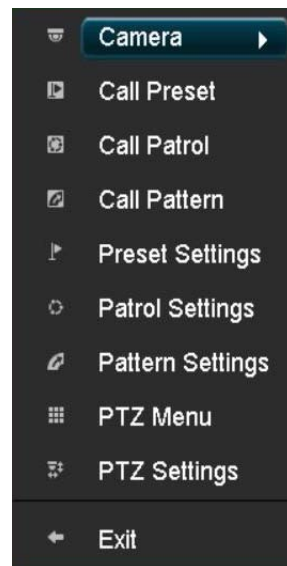 Camera
Call Preset
Call Patrol
Call Pattern
Preset Settings
Patrol Settings
Pattern Settings
PTZ Menu
PTZ Settings
Exit